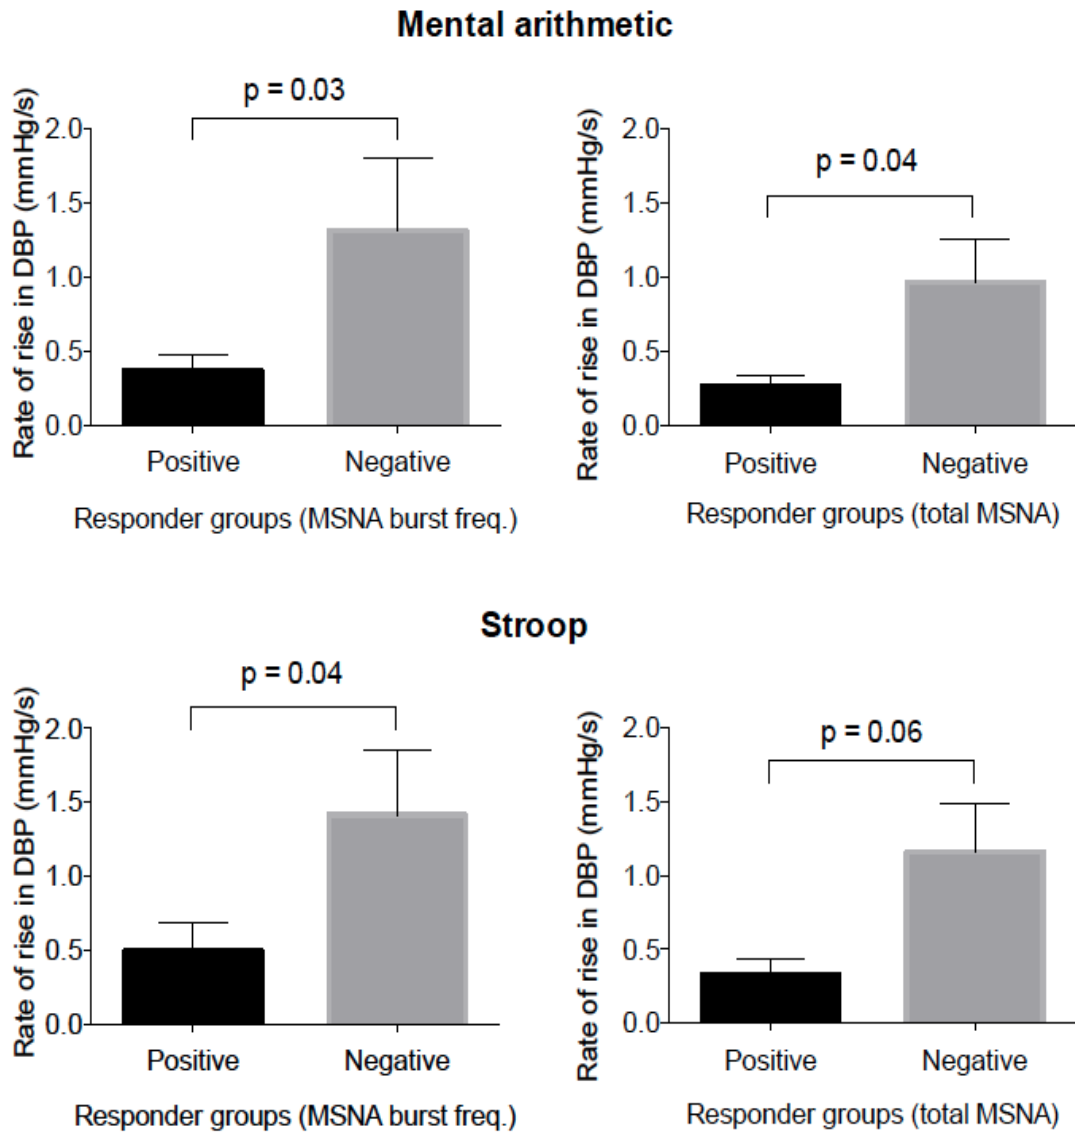 Mental arithmetic
p = 0.03
Rate of rise in DBP (mmHg/s)
2.0
1.5
1.0
0.5
0.0
Positive Negative
Responder groups (MSNA burst freq.)
p = 0.04
Rate of rise in DBP (mmHg/s)
2.0
1.5
1.0
0.5
0.0
Positive Negative
Responder groups (total MSNA)
Stroop
p = 0.04
Rate of rise in DBP (mmHg/s)
2.0
1.5
1.0
0.5
0.0
Positive Negative
Responder groups (MSNA burst freq.)
p = 0.06
Rate of rise in DBP (mmHg/s)
2.0
1.5
1.0
0.5
0.0
Positive Negative
Responder groups (total MSNA)